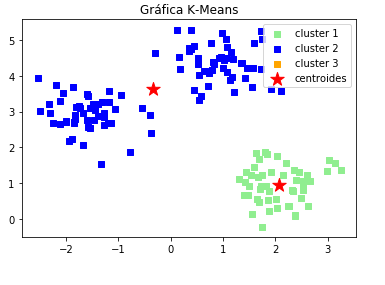 Gráfica K-Means
cluster 1
cluster 2
cluster 3
centroides
5
4
3
2
1
0
−2 −1 0 1 2 3